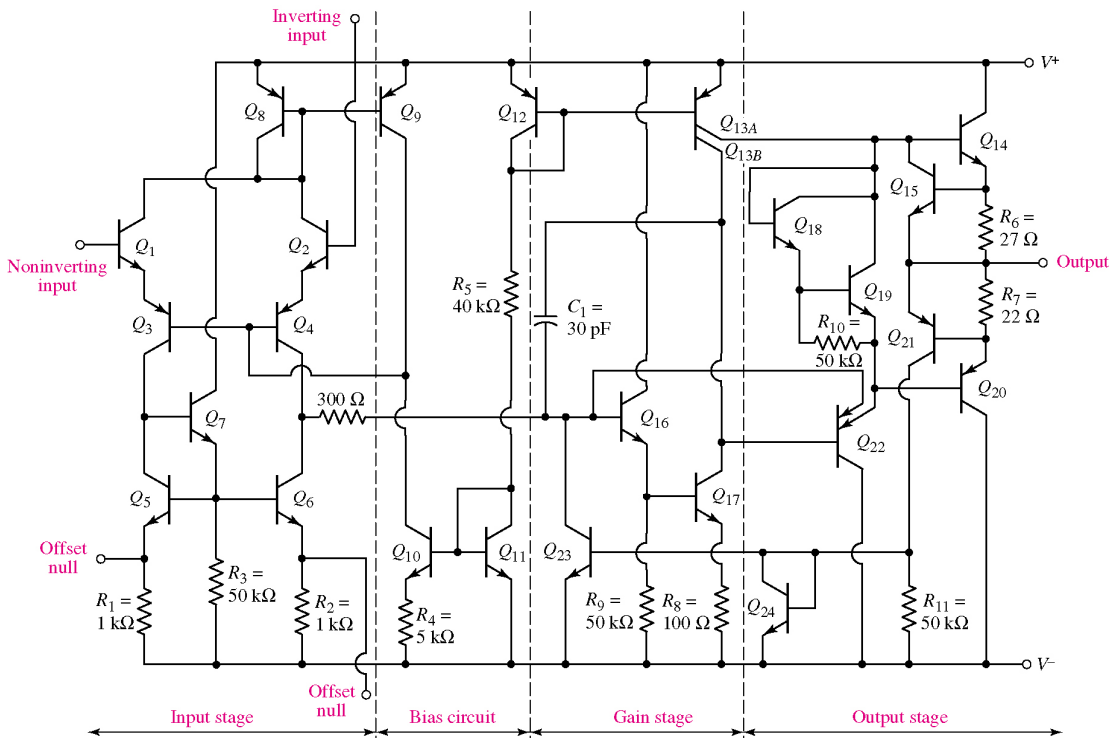 Inverting
input
V+
Q8
Q9
Q12
Q13A
Q13B
Q14
Q15
Q1
Q2
Q18
R6 =
27 Ω
Noninverting
input
Output
R5 =
40 kΩ
C1 =
30 pF
Q19
R7 =
22 Ω
Q3
Q4
R10 =
50 kΩ
Q21
Q20
300 Ω
Q7
Q16
Q22
Q5
Q6
Q17
Offset
null
Q10
Q11
Q23
R3 =
50 kΩ
R1 =
1 kΩ
R2 =
1 kΩ
R4 =
5 kΩ
R9 =
50 kΩ
R8 =
100 Ω
Q24
R11 =
50 kΩ
V−
Offset
null
Input stage
Bias circuit
Gain stage
Output stage